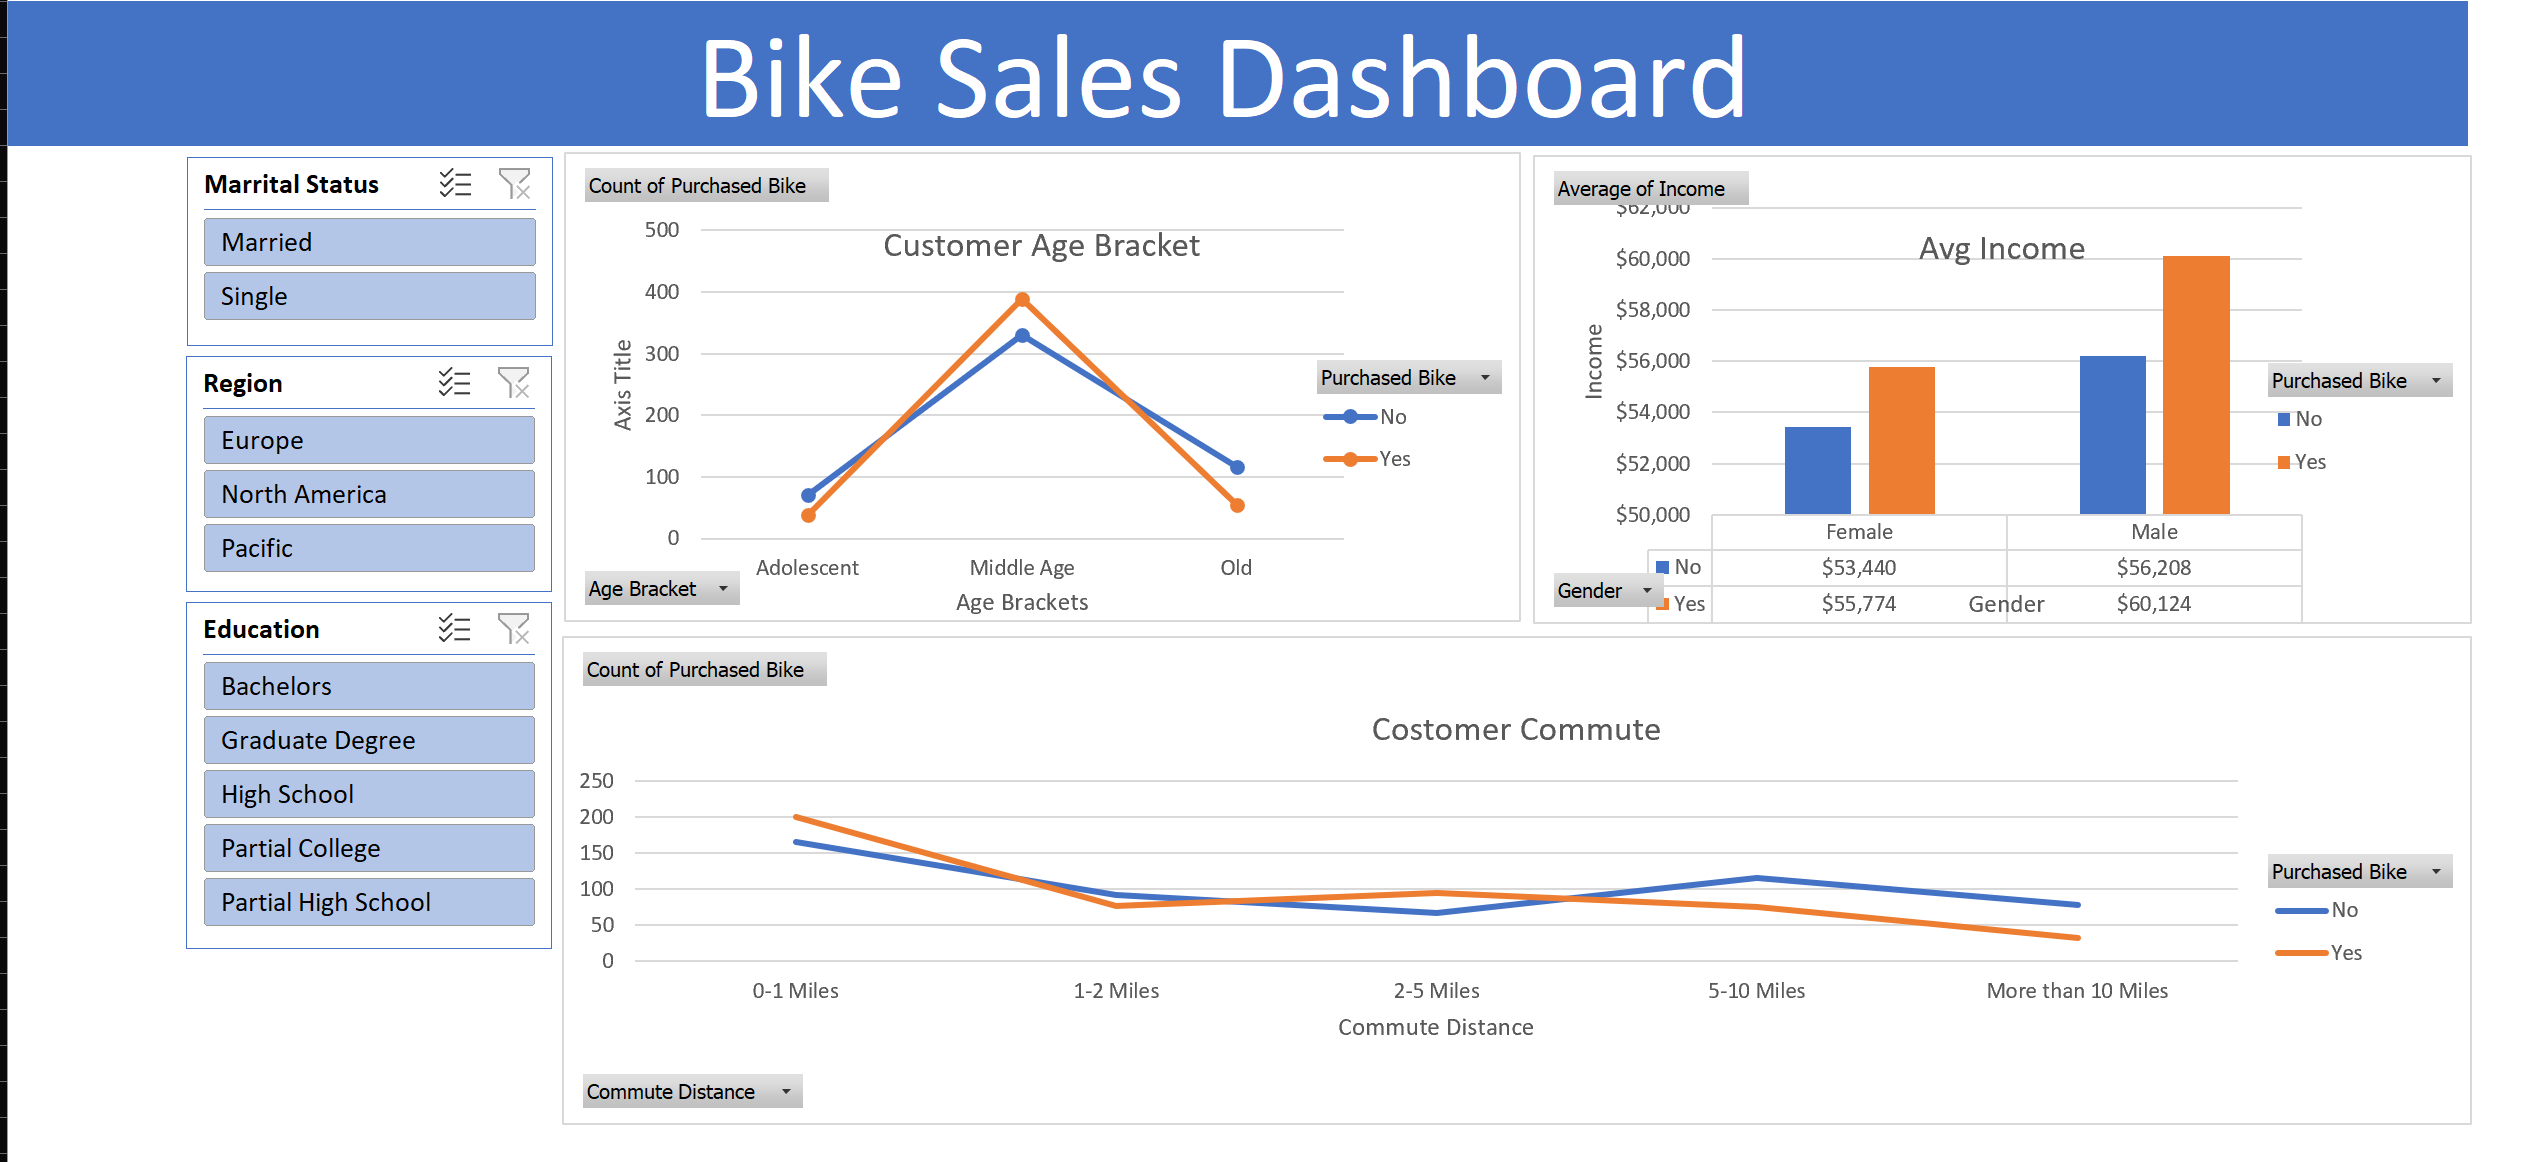 Bike Sales Dashboard
Marrital Status
Married
Single
Region
Europe
North America
Pacific
Education
Bachelors
Graduate Degree
High School
Partial College
Partial High School
Count of Purchased Bike
Customer Age Bracket
500
400
300
200
100
0
Axis Title
Adolescent Middle Age Old
Age Brackets
Age Bracket
Purchased Bike
No
Yes
Average of Income
Avg Income
$62,000
$60,000
$58,000
$56,000
$54,000
$52,000
$50,000
Income
Female Male
No $53,440 $56,208
Yes $55,774 $60,124
Gender
Gender
Purchased Bike
No
Yes
Count of Purchased Bike
Costomer Commute
250
200
150
100
50
0
0-1 Miles 1-2 Miles 2-5 Miles 5-10 Miles More than 10 Miles
Commute Distance
Commute Distance
Purchased Bike
No
Yes